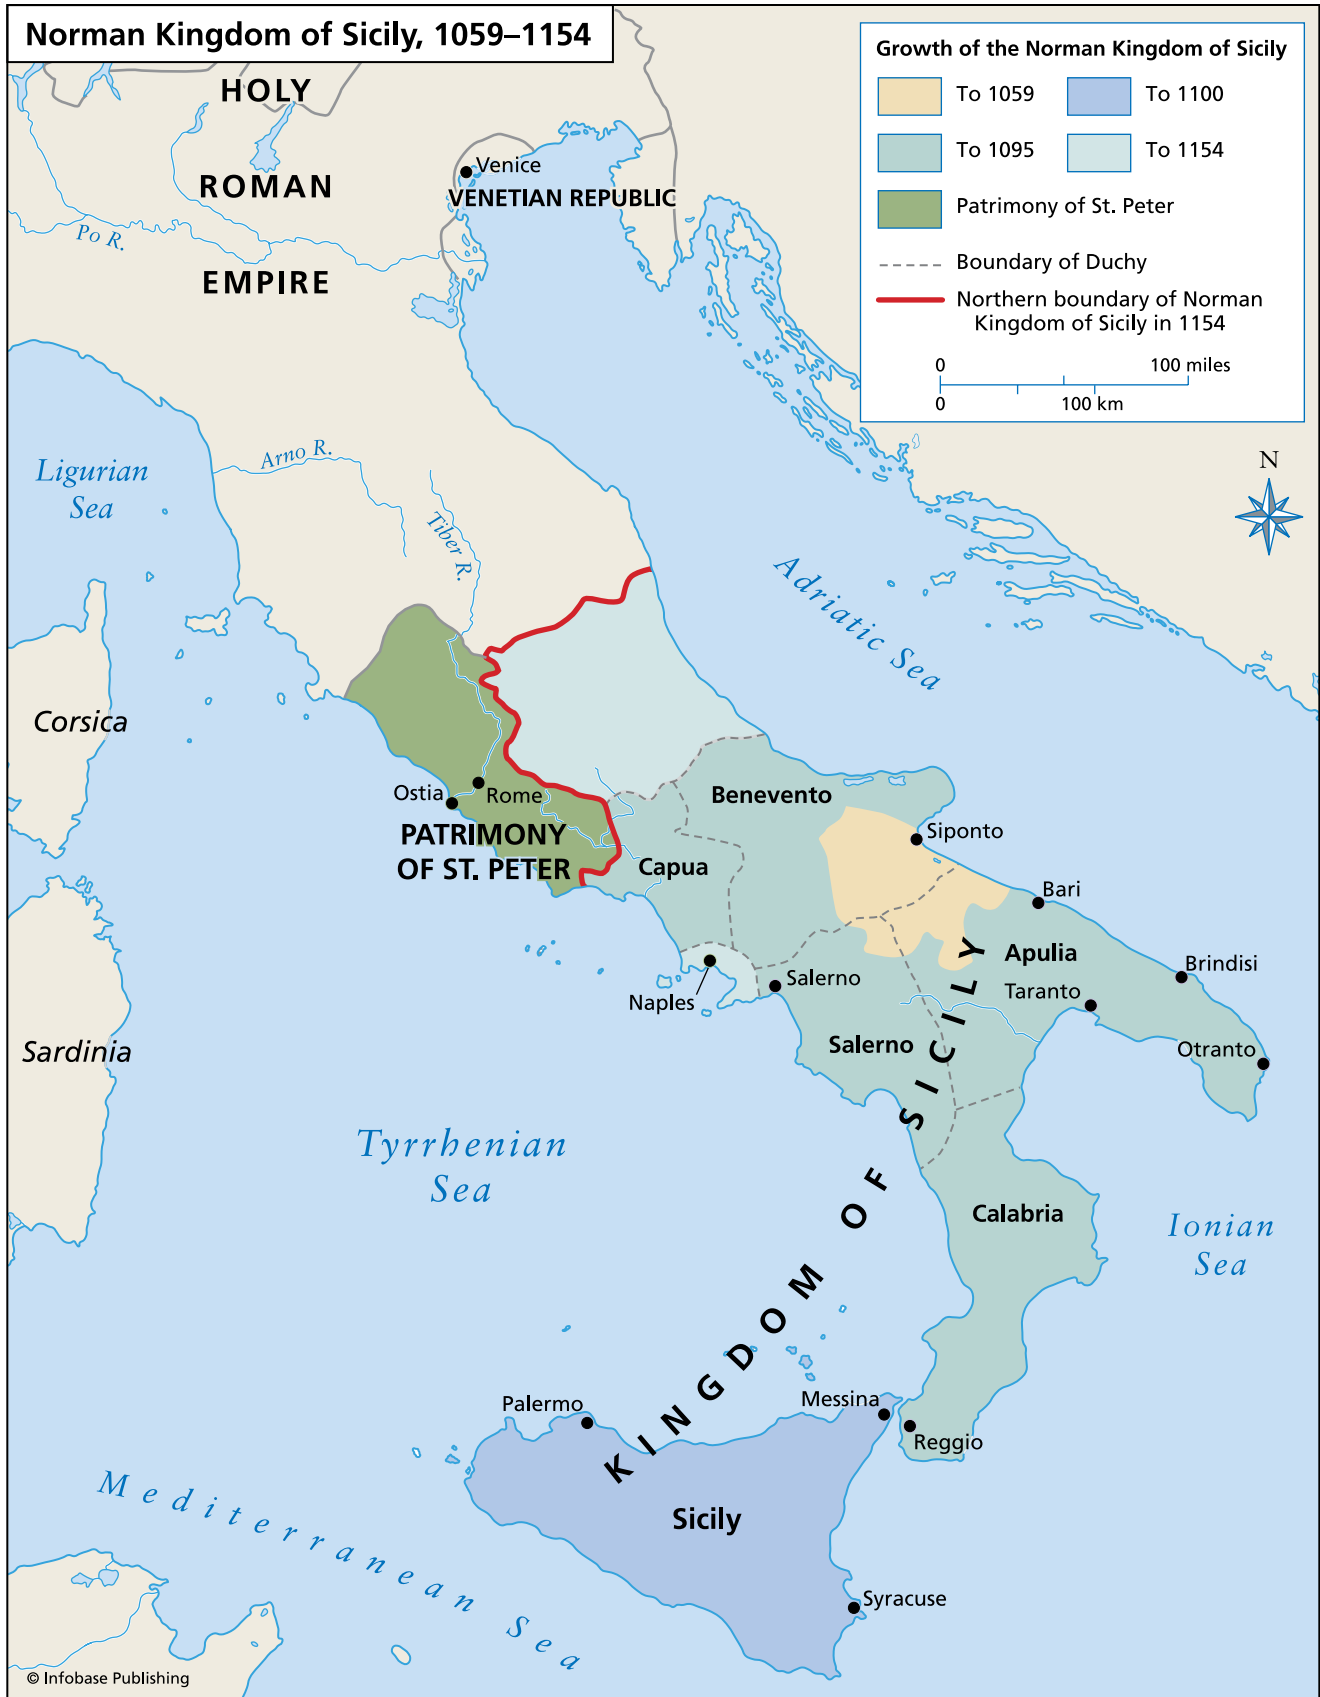 Norman Kingdom of Sicily, 1059–1154
Growth of the Norman Kingdom of Sicily
To 1059
To 1100
To 1095
To 1154
Patrimony of St. Peter
Boundary of Duchy
Northern boundary of Norman
Kingdom of Sicily in 1154
0
100 miles
0
100 km
N
HOLY
ROMAN
EMPIRE
Venice
VENETIAN REPUBLIC
Po R.
Arno R.
Tiber R.
Ligurian
Sea
Adriatic Sea
Corsica
Ostia
Rome
PATRIMONY
OF ST. PETER
Benevento
Siponto
Capua
Bari
Apulia
Brindisi
Naples
Salerno
Taranto
Salerno
Otranto
Sardinia
KINGDOM OF SICILY
Tyrrhenian
Sea
Calabria
Ionian
Sea
Palermo
Messina
Reggio
Sicily
Syracuse
Mediterranean Sea
© Infobase Publishing